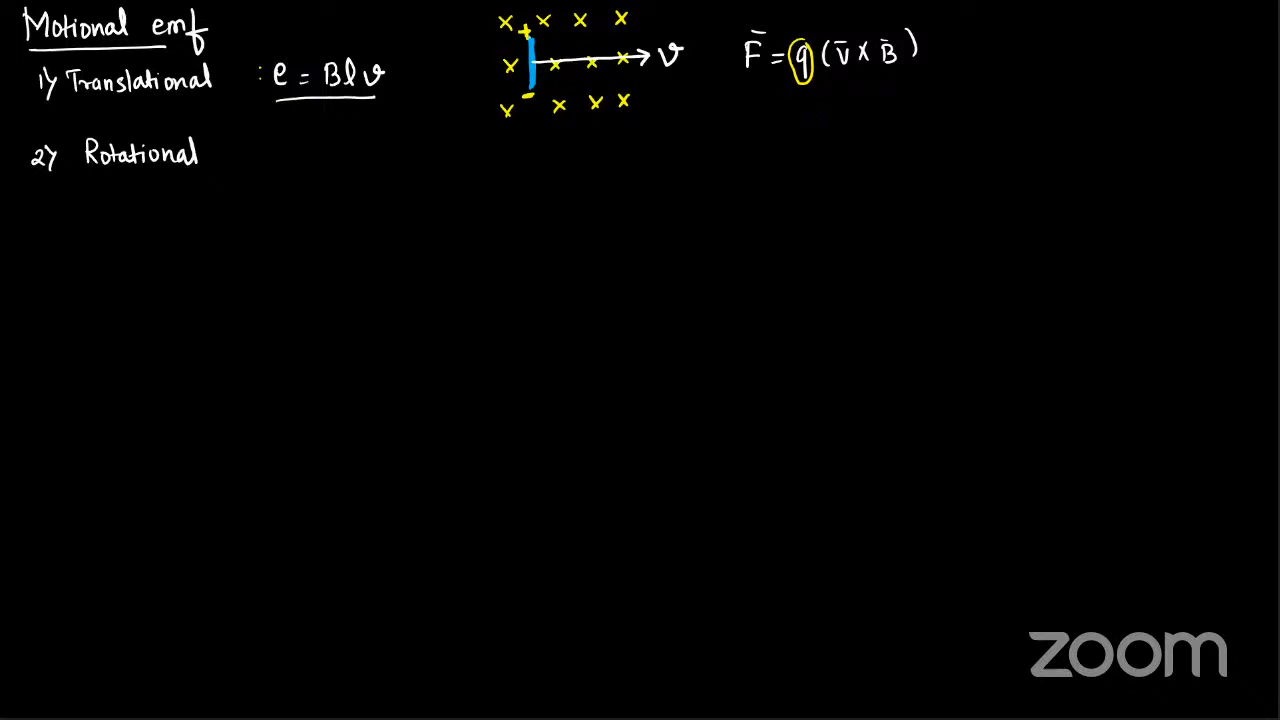 Motional emf
1) Translational : e = Blv
+ - v
F̄ = q (v̄ × B̄)
2) Rotational
zoom